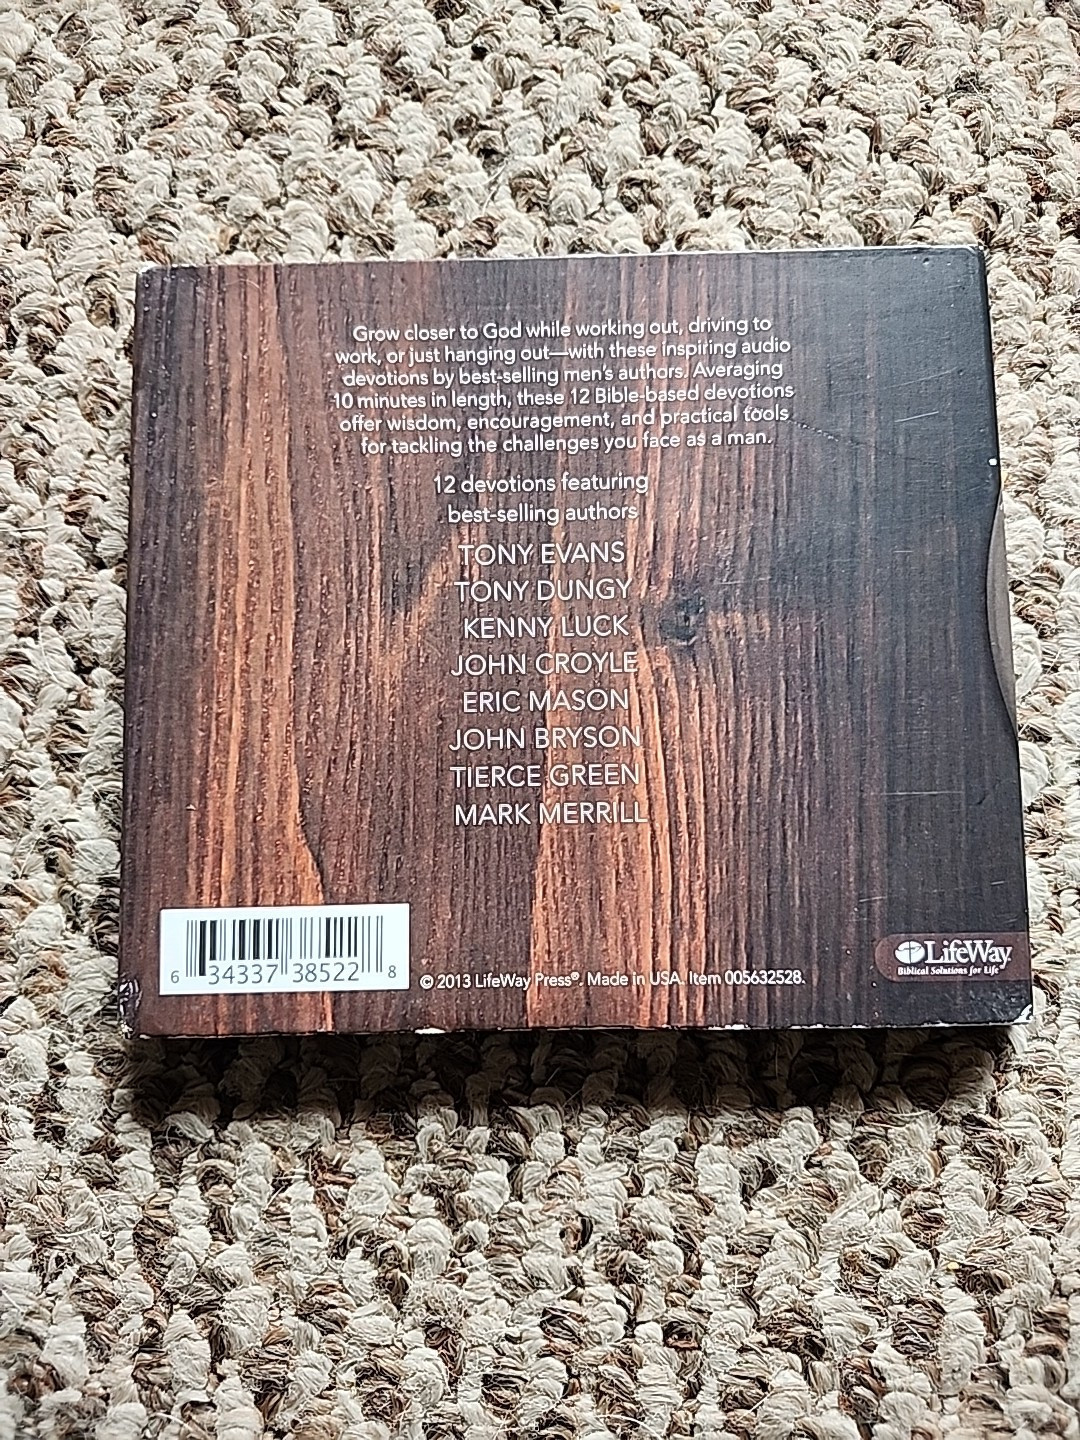 Grow closer to God while working out, driving to
work, or just hanging out—with these inspiring audio
devotions by best-selling men's authors. Averaging
10 minutes in length, these 12 Bible-based devotions
offer wisdom, encouragement, and practical tools
for tackling the challenges you face as a man.
12 devotions featuring
best-selling authors
TONY EVANS
TONY DUNGY
KENNY LUCK
JOHN CROYLE
ERIC MASON
JOHN BRYSON
TIERCE GREEN
MARK MERRILL
6 34337 38522 8
© 2013 LifeWay Press®. Made in USA. Item 005632528.
LifeWay
Biblical Solutions for Life